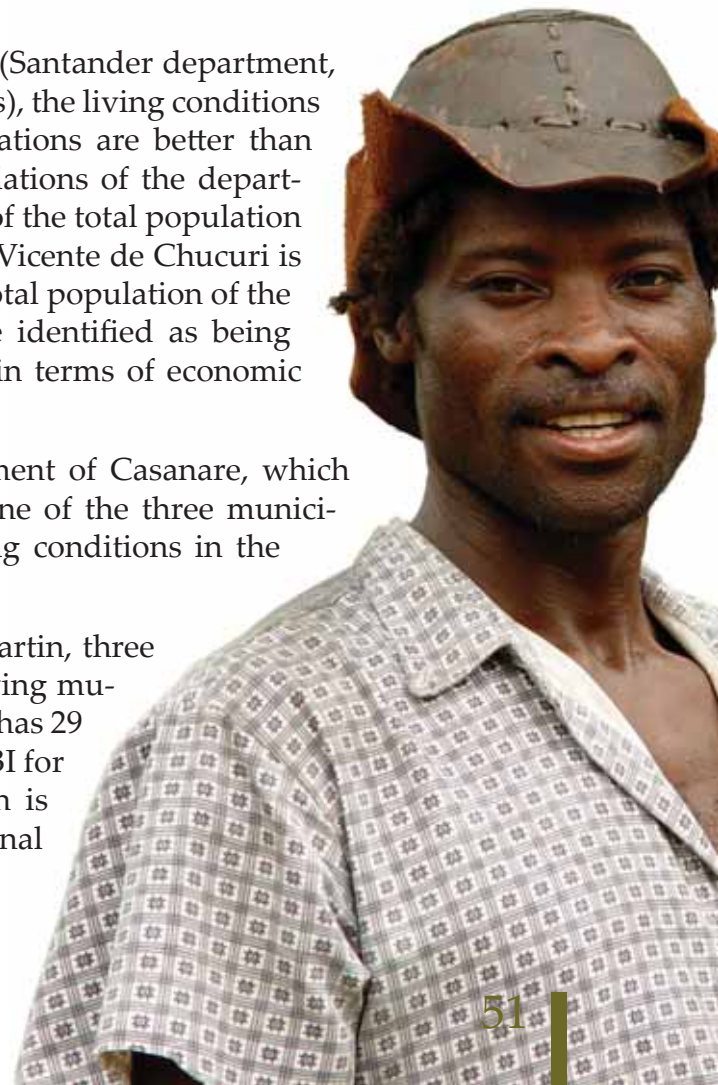 (Santander department,
s), the living conditions
ations are better than
lations of the depart-
of the total population
Vicente de Chucuri is
otal population of the
e identified as being
in terms of economic
ment of Casanare, which
ne of the three munici-
g conditions in the
artin, three
ving mu-
has 29
BI for
n is
nal
51